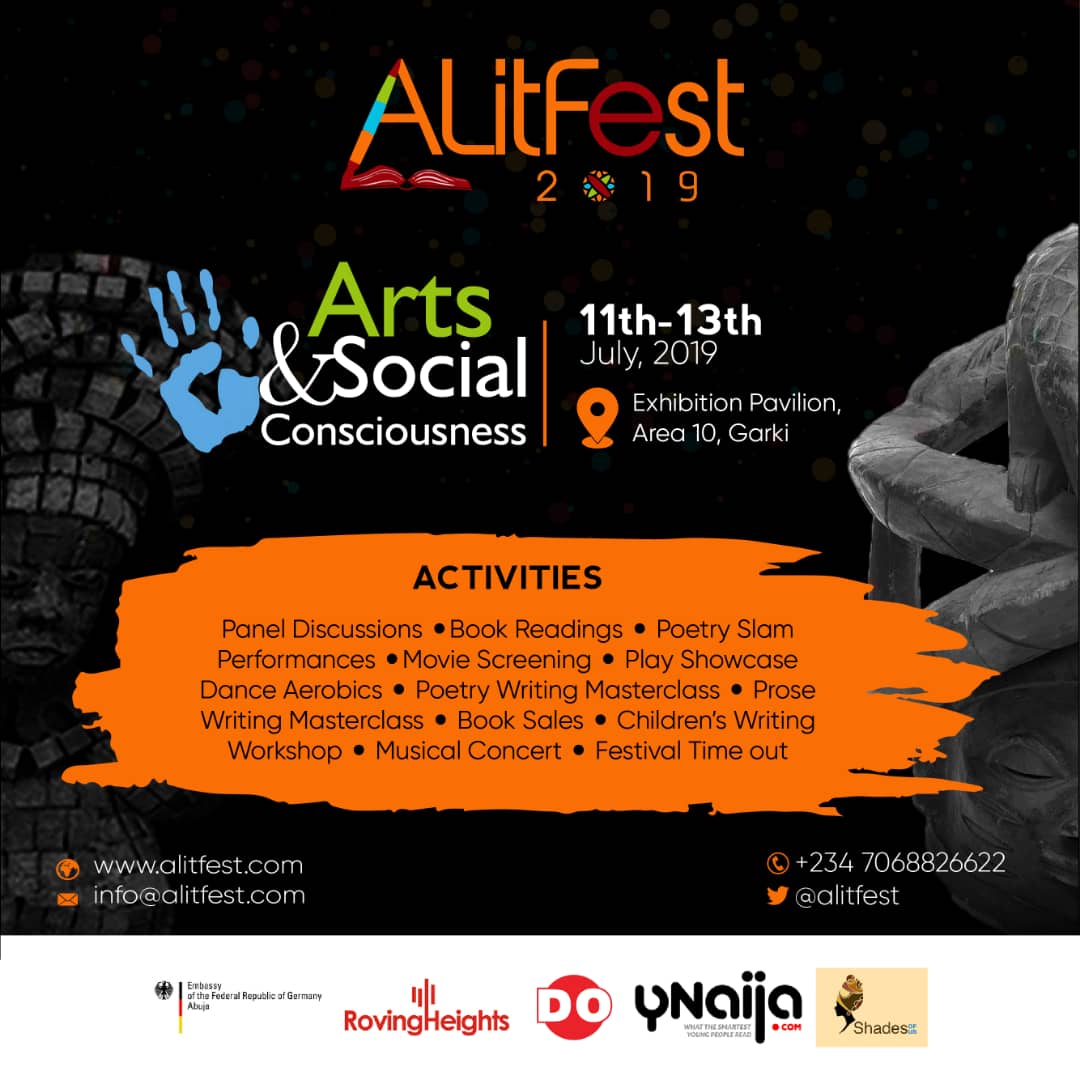 ALitFest
2019
Arts
&Social
Consciousness
11th-13th
July, 2019
Exhibition Pavilion,
Area 10, Garki
ACTIVITIES
Panel Discussions • Book Readings • Poetry Slam
Performances • Movie Screening • Play Showcase
Dance Aerobics • Poetry Writing Masterclass • Prose
Writing Masterclass • Book Sales • Children's Writing
Workshop • Musical Concert • Festival Time out
www.alitfest.com
info@alitfest.com
+234 7068826622
@alitfest
Embassy
of the Federal Republic of Germany
Abuja
RovingHeights
DO
YNaija
.COM
WHAT THE SMARTEST
YOUNG PEOPLE READ
Shades OF US